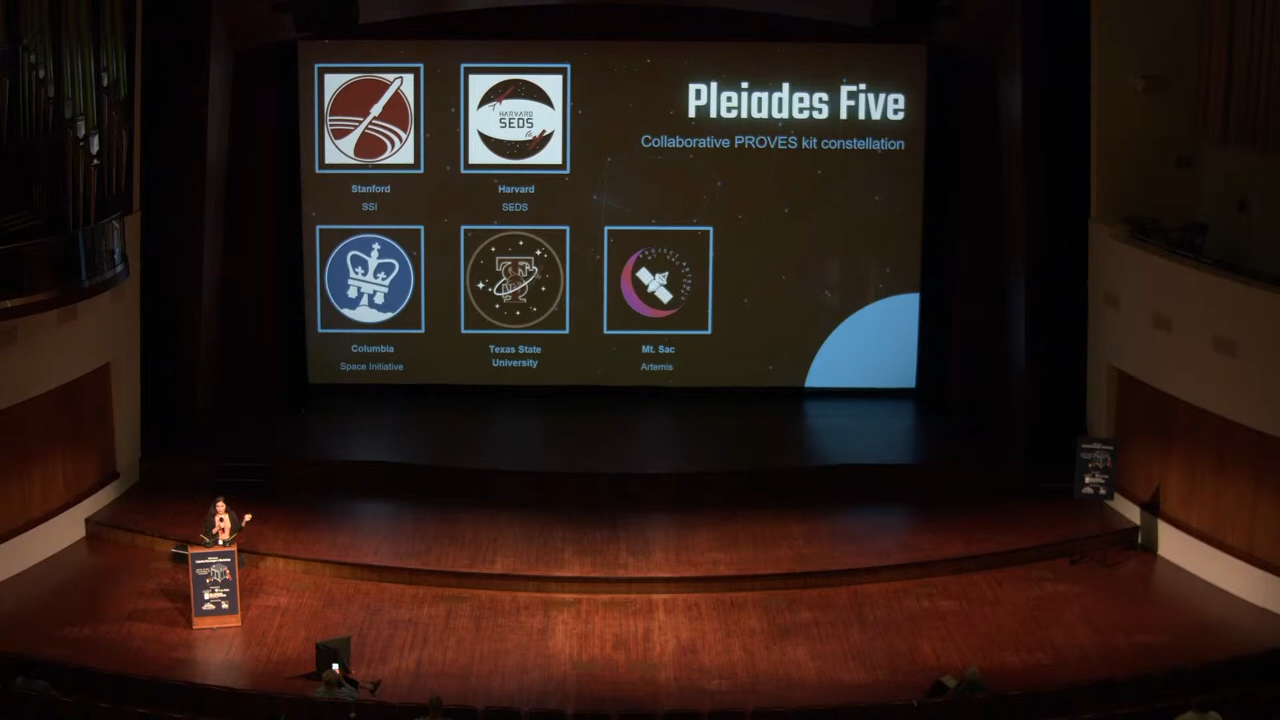 Pleiades Five
Collaborative PROVES kit constellation
HARVARD
SEDS
Stanford
SSI
Harvard
SEDS
Columbia
Space Initiative
Texas State
University
Mt. Sac
Artemis